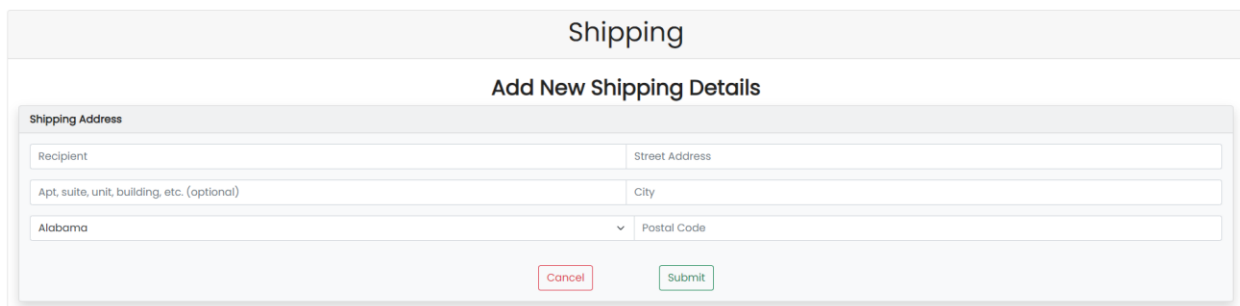 Shipping
Add New Shipping Details
Shipping Address
Recipient Street Address
Apt, suite, unit, building, etc. (optional) City
Alabama Postal Code
Cancel Submit